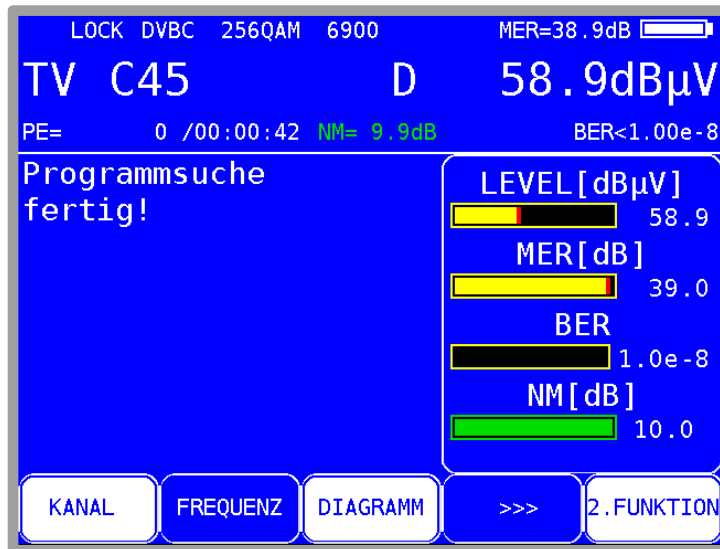 LOCK DVBC 256QAM 6900 MER=38.9dB
TV C45 D 58.9dBµV
PE= 0 /00:00:42 NM= 9.9dB BER<1.00e-8
Programmsuche
fertig!
LEVEL[dBµV]
58.9
MER[dB]
39.0
BER
1.0e-8
NM[dB]
10.0
KANAL FREQUENZ DIAGRAMM >>> 2.FUNKTION